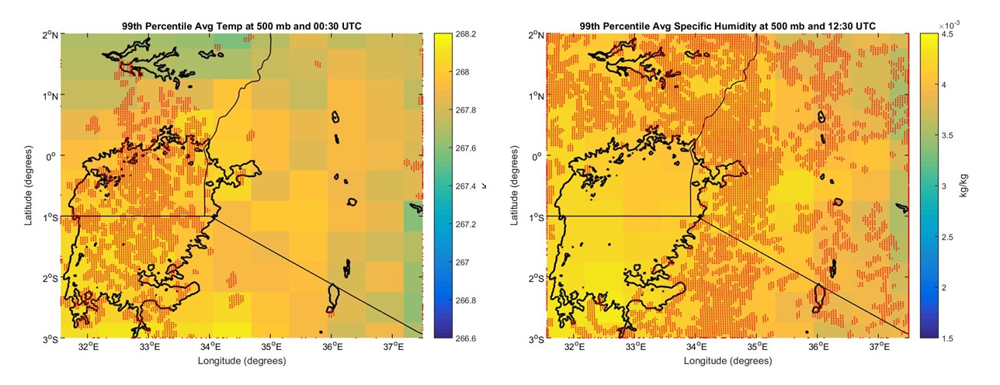 99th Percentile Avg Temp at 500 mb and 00:30 UTC
2°N
1°N
0°
1°S
2°S
3°S
Latitude (degrees)
32°E 33°E 34°E 35°E 36°E 37°E
Longitude (degrees)
268.2
268
267.8
267.6
267.4
267.2
267
266.8
266.6
K
99th Percentile Avg Specific Humidity at 500 mb and 12:30 UTC
2°N
1°N
0°
1°S
2°S
3°S
Latitude (degrees)
32°E 33°E 34°E 35°E 36°E 37°E
Longitude (degrees)
×10⁻³
4.5
4
3.5
3
2.5
2
1.5
kg/kg